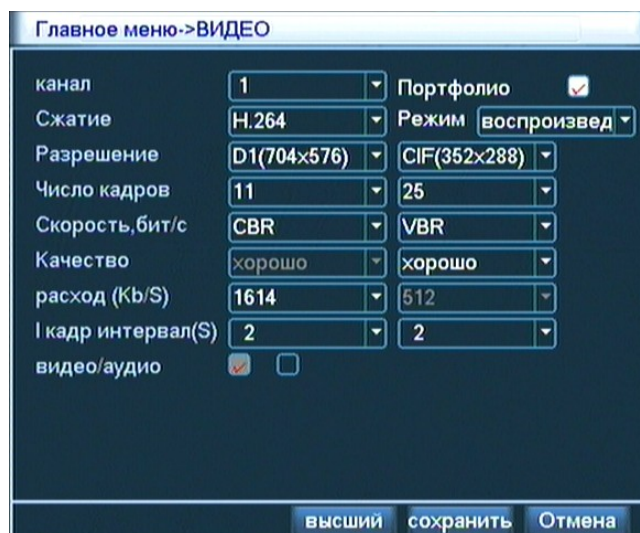 Главное меню->ВИДЕО
канал 1 Портфолио
Сжатие H.264 Режим воспроизвед
Разрешение D1(704x576) CIF(352x288)
Число кадров 11 25
Скорость,бит/с CBR VBR
Качество хорошо хорошо
расход (Kb/S) 1614 512
I кадр интервал(S) 2 2
видео/аудио
высший сохранить Отмена